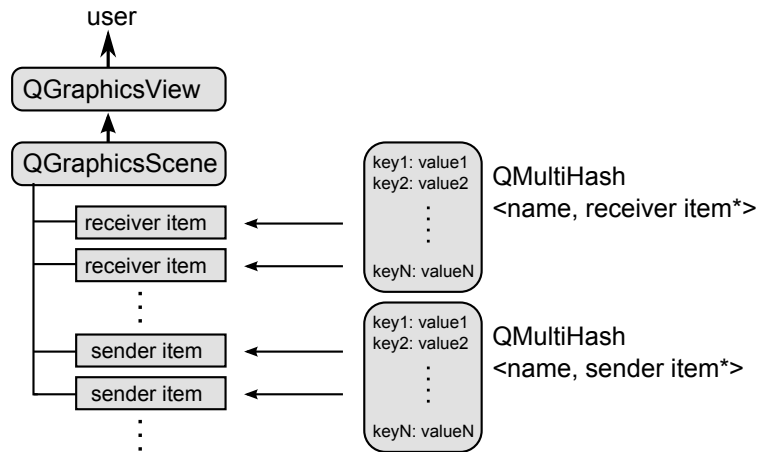 user
QGraphicsView
QGraphicsScene
receiver item
receiver item
sender item
sender item
key1: value1
key2: value2
keyN: valueN
QMultiHash
<name, receiver item*>
key1: value1
key2: value2
keyN: valueN
QMultiHash
<name, sender item*>